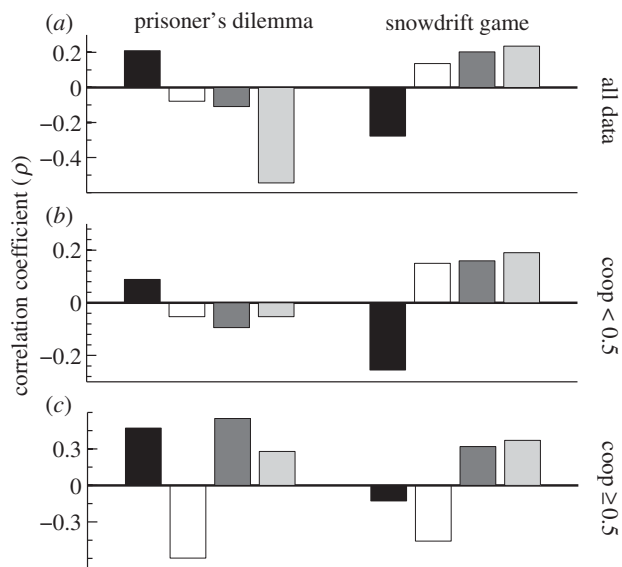 prisoner's dilemma
snowdrift game
(a)
0.2
0
−0.2
−0.4
all data
(b)
0.2
0
−0.2
coop < 0.5
(c)
0.3
0
−0.3
coop ≥0.5
correlation coefficient (ρ)